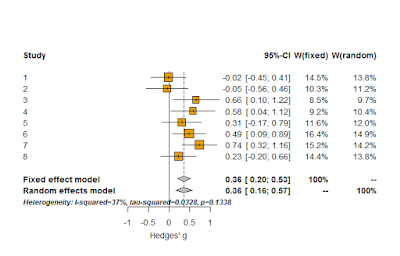 Study 95%-CI W(fixed) W(random)
1 -0.02 [-0.45; 0.41] 14.5% 13.8%
2 -0.05 [-0.56; 0.46] 10.3% 11.2%
3 0.66 [0.10; 1.22] 8.5% 9.7%
4 0.58 [0.04; 1.12] 9.2% 10.4%
5 0.31 [-0.17; 0.79] 11.6% 12.0%
6 0.49 [0.09; 0.89] 16.4% 14.9%
7 0.74 [0.32; 1.16] 15.2% 14.2%
8 0.23 [-0.20; 0.66] 14.4% 13.8%
Fixed effect model 0.36 [0.20; 0.53] 100% --
Random effects model 0.36 [0.16; 0.57] -- 100%
Heterogeneity: I-squared=37%, tau-squared=0.0328, p=0.1338
-1 -0.5 0 0.5 1
Hedges' g